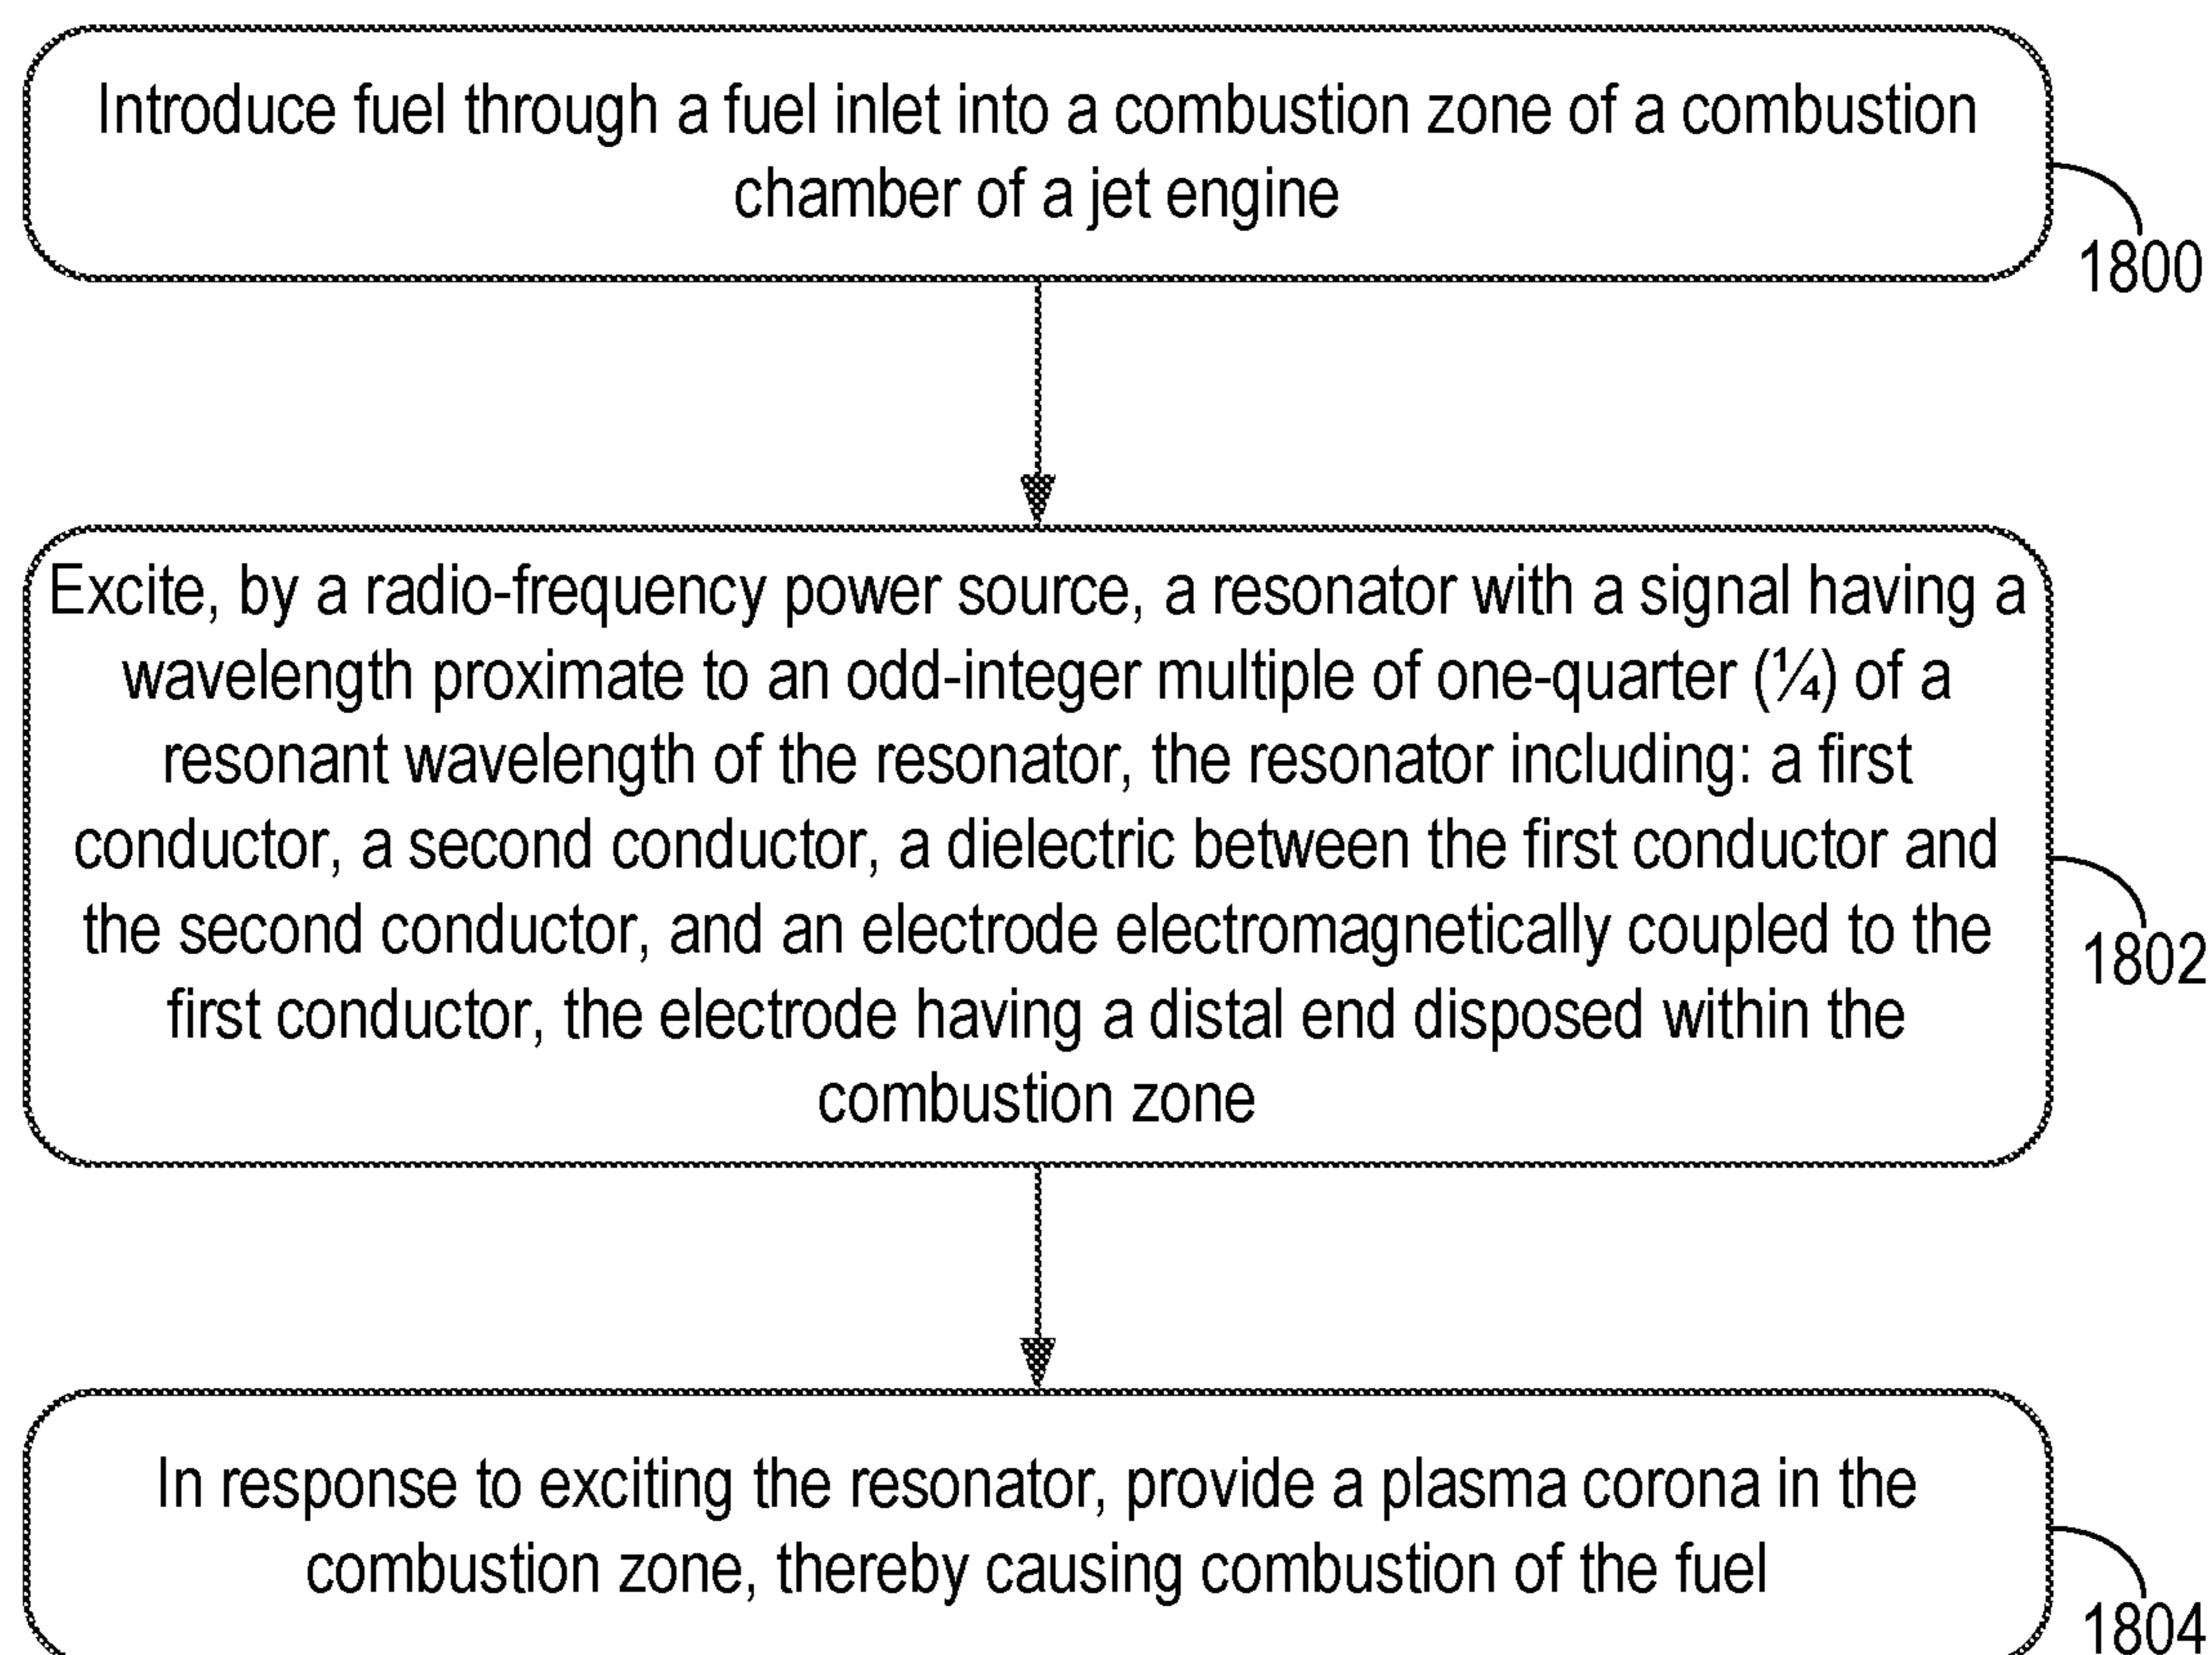 Introduce fuel through a fuel inlet into a combustion zone of a combustion
chamber of a jet engine
1800
Excite, by a radio-frequency power source, a resonator with a signal having a
wavelength proximate to an odd-integer multiple of one-quarter (¼) of a
resonant wavelength of the resonator, the resonator including: a first
conductor, a second conductor, a dielectric between the first conductor and
the second conductor, and an electrode electromagnetically coupled to the
first conductor, the electrode having a distal end disposed within the
combustion zone
1802
In response to exciting the resonator, provide a plasma corona in the
combustion zone, thereby causing combustion of the fuel
1804